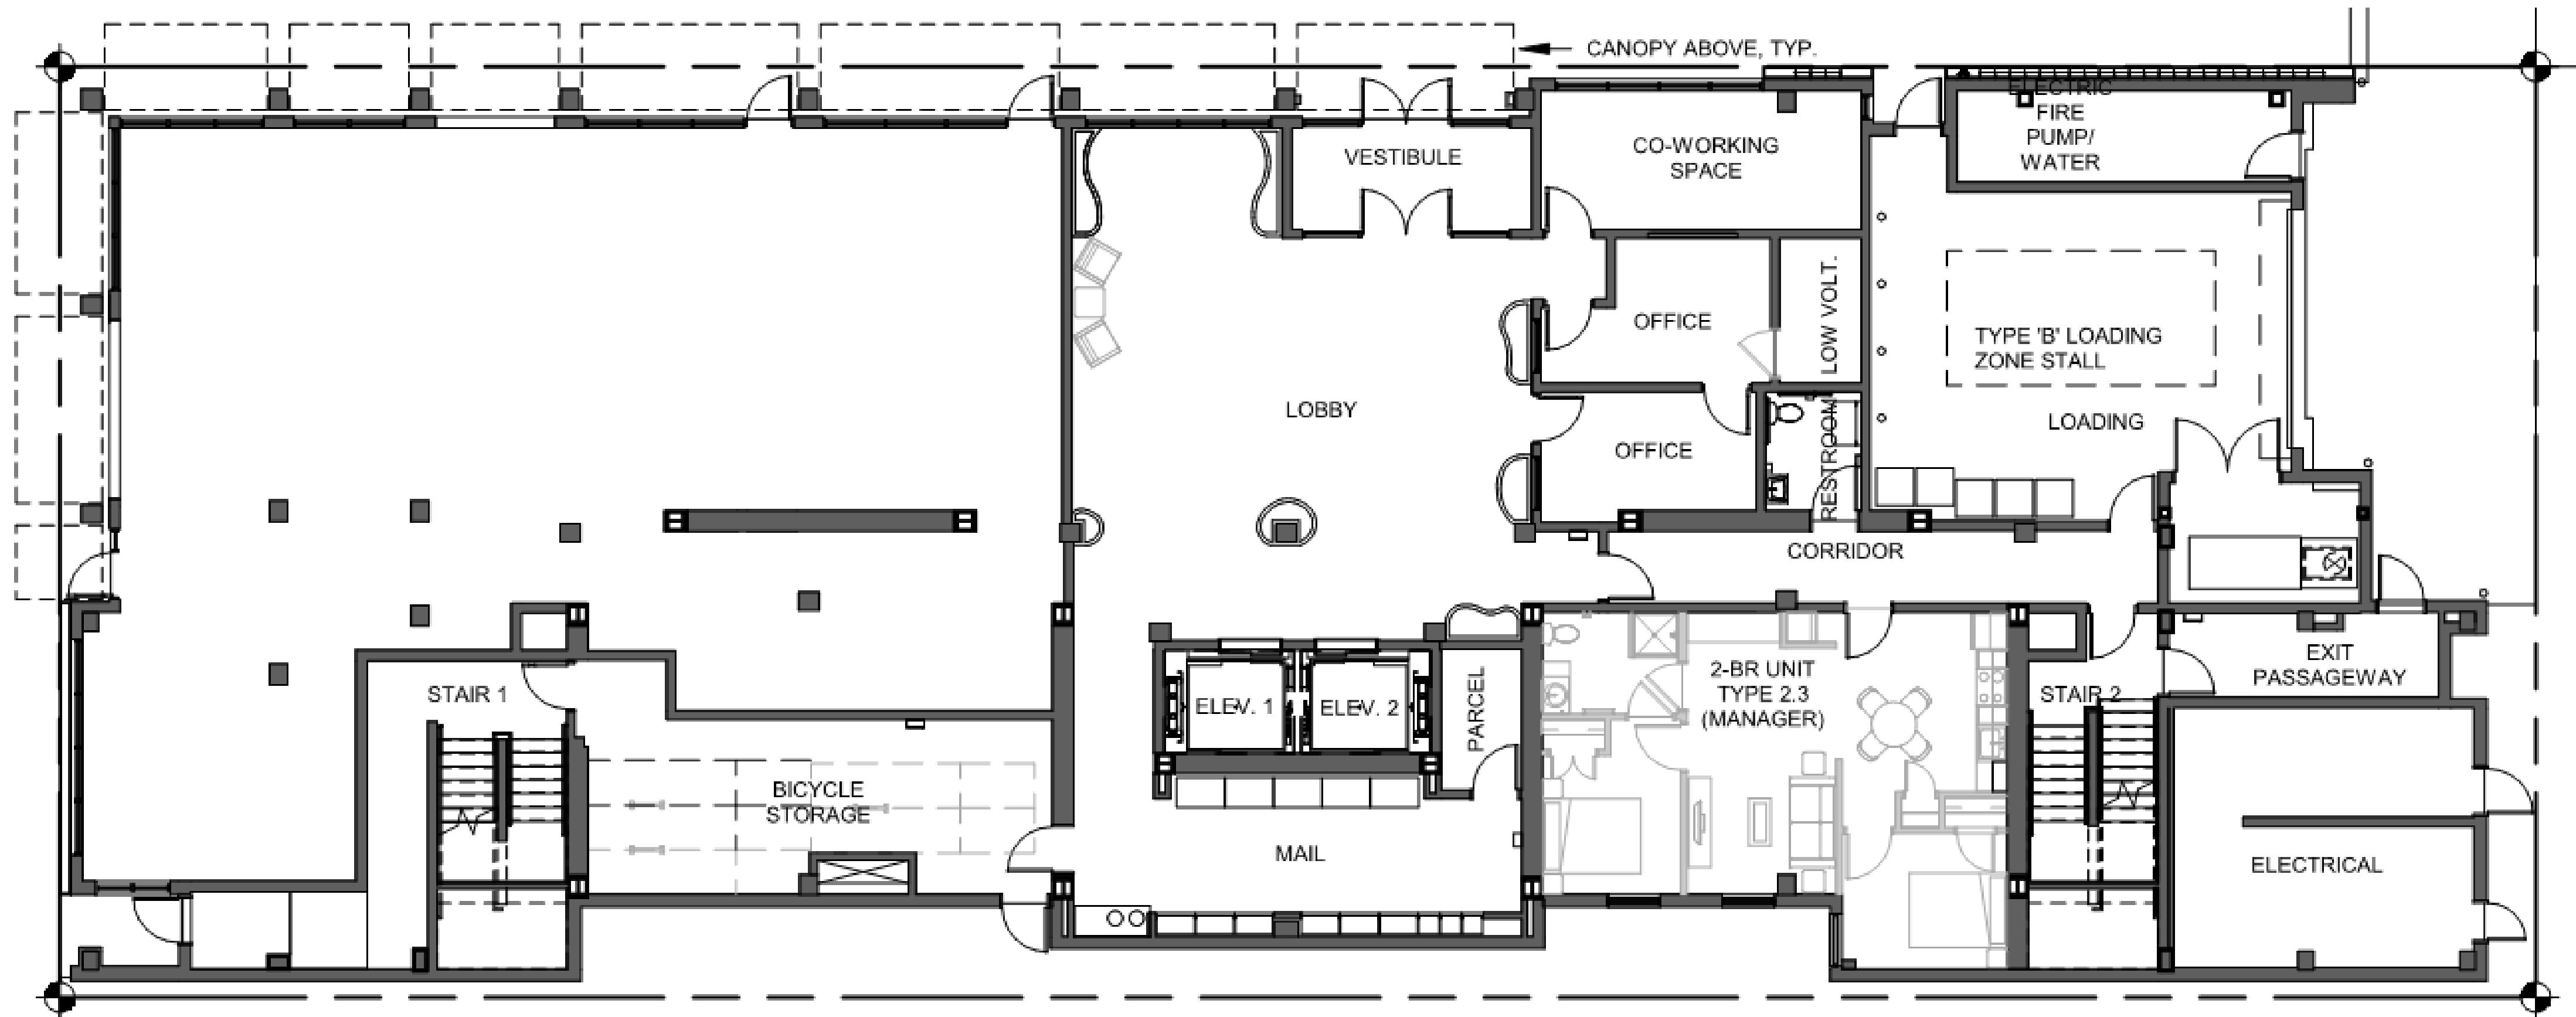 CANOPY ABOVE, TYP.
VESTIBULE
CO-WORKING
SPACE
ELECTRIC
FIRE
PUMP/
WATER
LOBBY
OFFICE
LOW VOLT.
TYPE 'B' LOADING
ZONE STALL
LOADING
OFFICE
RESTROOM
CORRIDOR
STAIR 1
ELEV. 1
ELEV. 2
PARCEL
2-BR UNIT
TYPE 2.3
(MANAGER)
STAIR 2
EXIT
PASSAGEWAY
BICYCLE
STORAGE
MAIL
ELECTRICAL